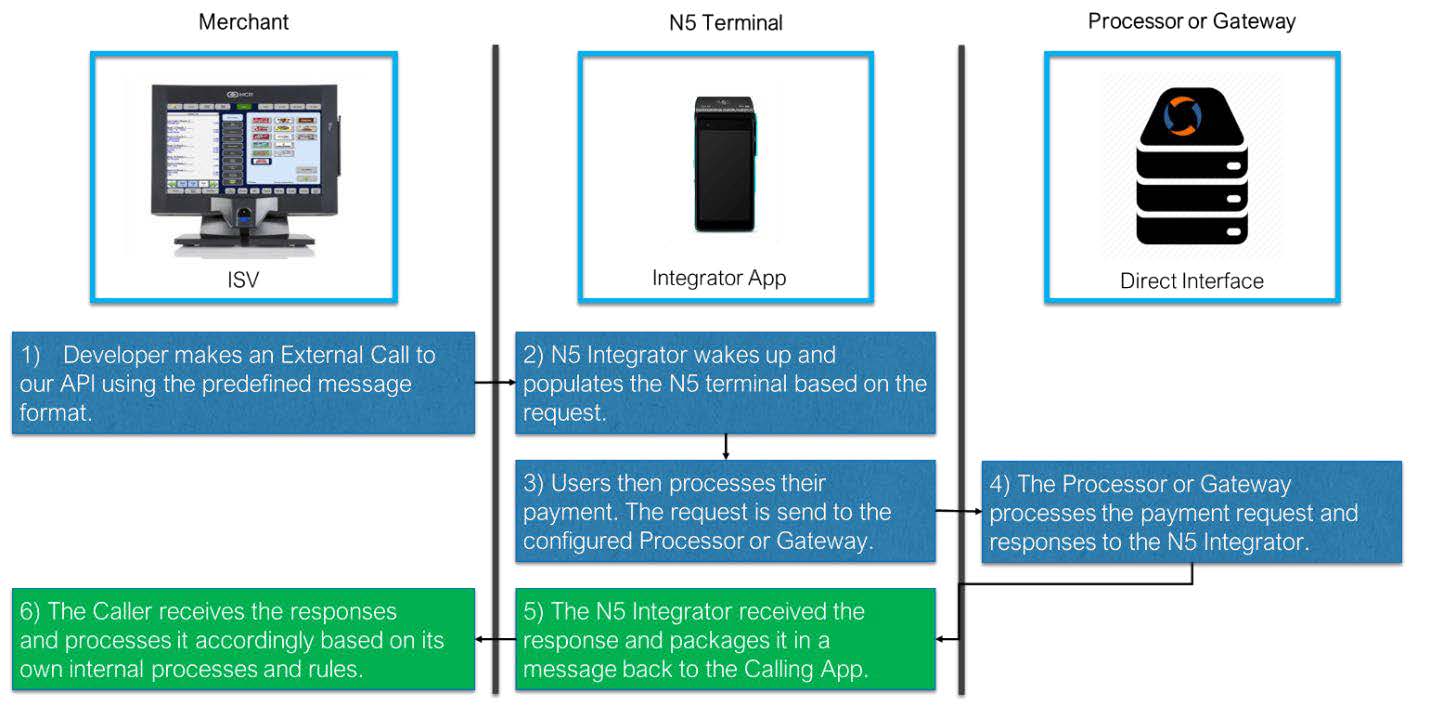 Merchant
N5 Terminal
Processor or Gateway
ISV
Integrator App
Direct Interface
1) Developer makes an External Call to
our API using the predefined message
format.
2) N5 Integrator wakes up and
populates the N5 terminal based on the
request.
3) Users then processes their
payment. The request is send to the
configured Processor or Gateway.
4) The Processor or Gateway
processes the payment request and
responses to the N5 Integrator.
6) The Caller receives the responses
and processes it accordingly based on its
own internal processes and rules.
5) The N5 Integrator received the
response and packages it in a
message back to the Calling App.